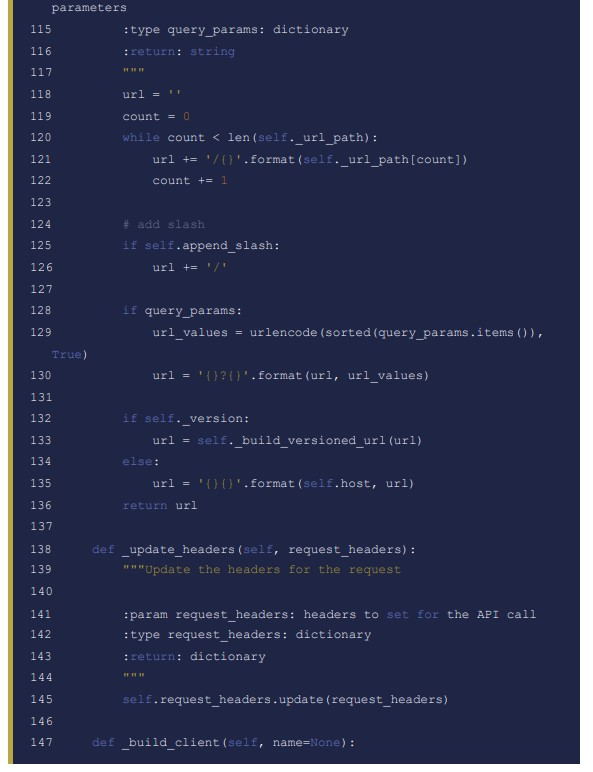 parameters
115         :type query_params: dictionary
116         :return: string
117         """
118         url = ''
119         count = 0
120         while count < len(self._url_path):
121             url += '/{}'.format(self._url_path[count])
122             count += 1
123
124         # add slash
125         if self.append_slash:
126             url += '/'
127
128         if query_params:
129             url_values = urlencode(sorted(query_params.items()),
True)
130             url = '{}?{}'.format(url, url_values)
131
132         if self._version:
133             url = self._build_versioned_url(url)
134         else:
135             url = '{}{}'.format(self.host, url)
136         return url
137
138     def _update_headers(self, request_headers):
139         """Update the headers for the request
140
141         :param request_headers: headers to set for the API call
142         :type request_headers: dictionary
143         :return: dictionary
144         """
145         self.request_headers.update(request_headers)
146
147     def _build_client(self, name=None):